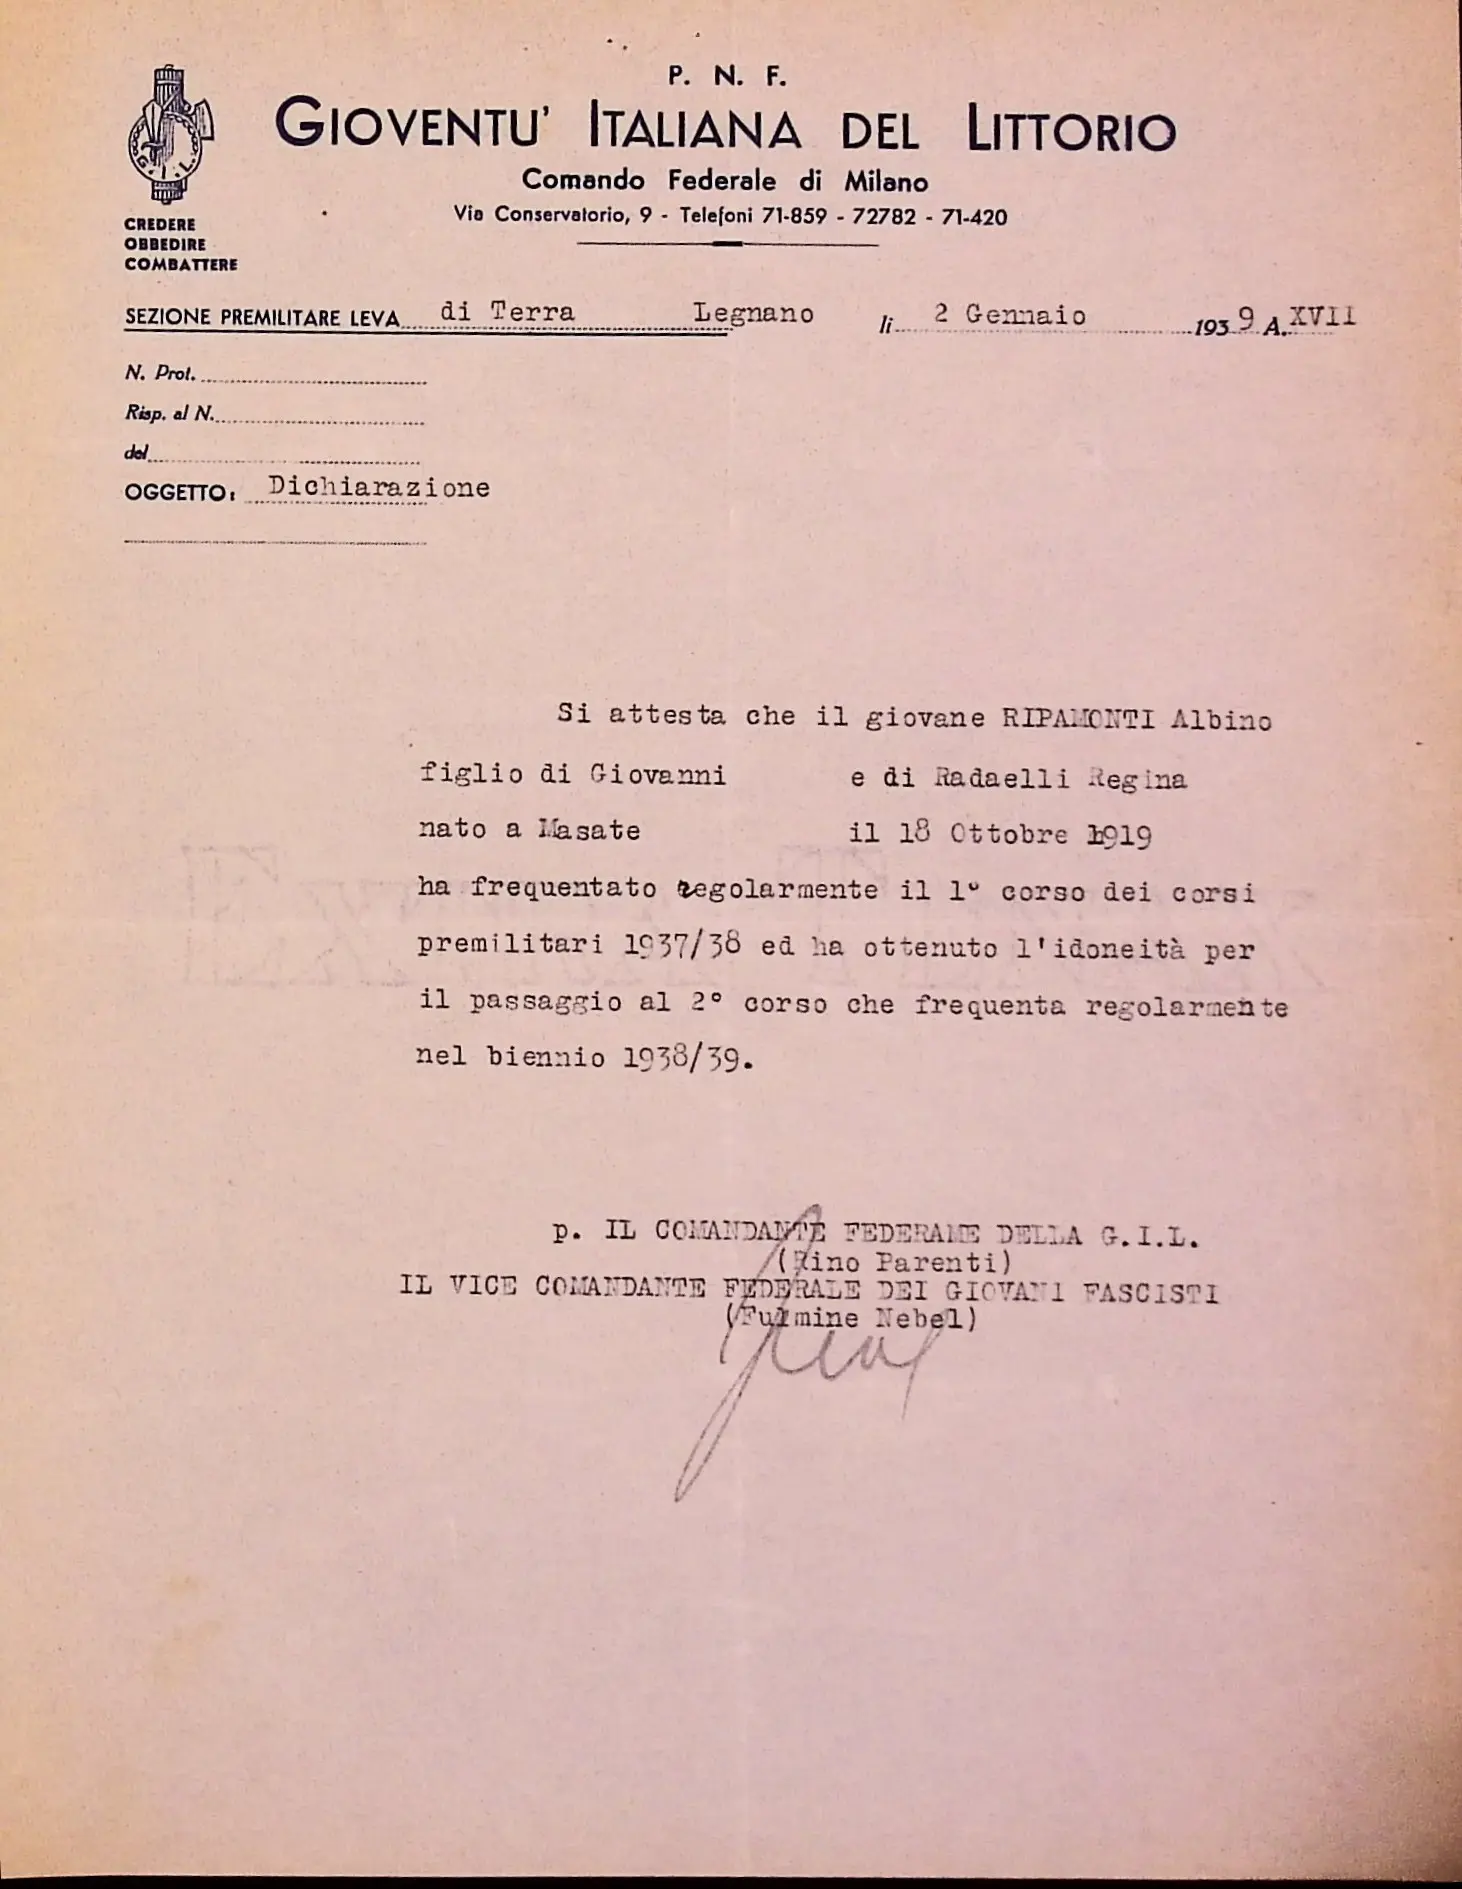 P. N. F.
GIOVENTU' ITALIANA DEL LITTORIO
Comando Federale di Milano
Via Conservatorio, 9 - Telefoni 71-859 - 72782 - 71-420
G. I. L.
CREDERE
OBBEDIRE
COMBATTERE
SEZIONE PREMILITARE LEVA di Terra Legnano li 2 Gennaio 1939 A. XVII
N. Prot.
Risp. al N.
del
OGGETTO: Dichiarazione
Si attesta che il giovane RIPAMONTI Albino
figlio di Giovanni e di Radaelli Regina
nato a Masate il 18 Ottobre 1919
ha frequentato regolarmente il 1° corso dei corsi
premilitari 1937/38 ed ha ottenuto l'idoneità per
il passaggio al 2° corso che frequenta regolarmente
nel biennio 1938/39.
p. IL COMANDANTE FEDERALE DELLA G.I.L.
(Rino Parenti)
IL VICE COMANDANTE FEDERALE DEI GIOVANI FASCISTI
(Fulmine Nebel)